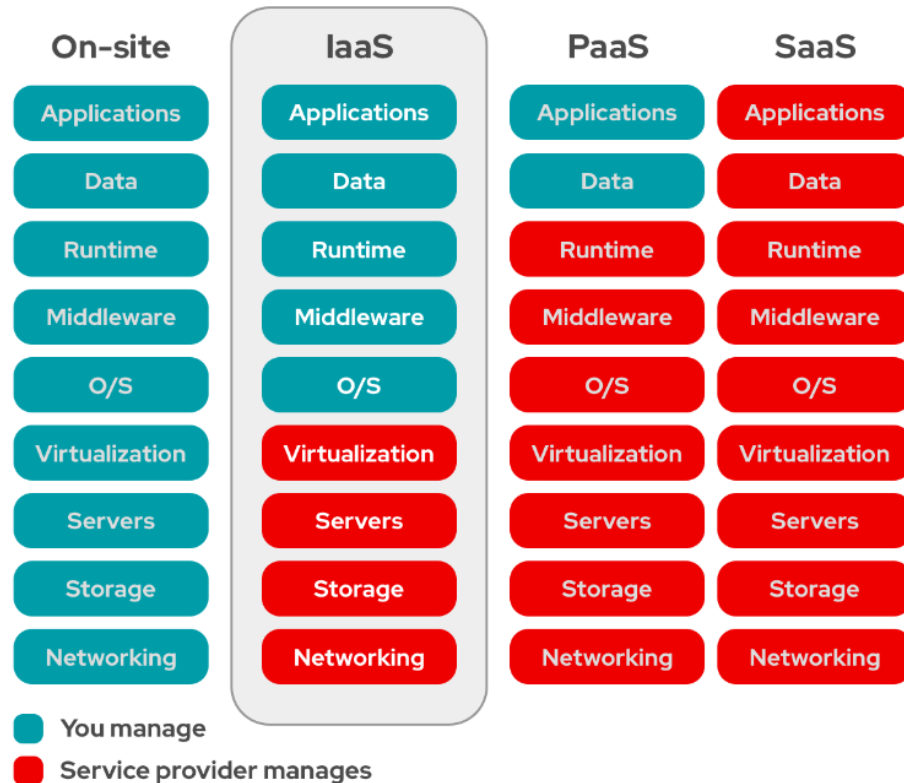 On-site IaaS PaaS SaaS
Applications Applications Applications Applications
Data Data Data Data
Runtime Runtime Runtime Runtime
Middleware Middleware Middleware Middleware
O/S O/S O/S O/S
Virtualization Virtualization Virtualization Virtualization
Servers Servers Servers Servers
Storage Storage Storage Storage
Networking Networking Networking Networking
You manage
Service provider manages